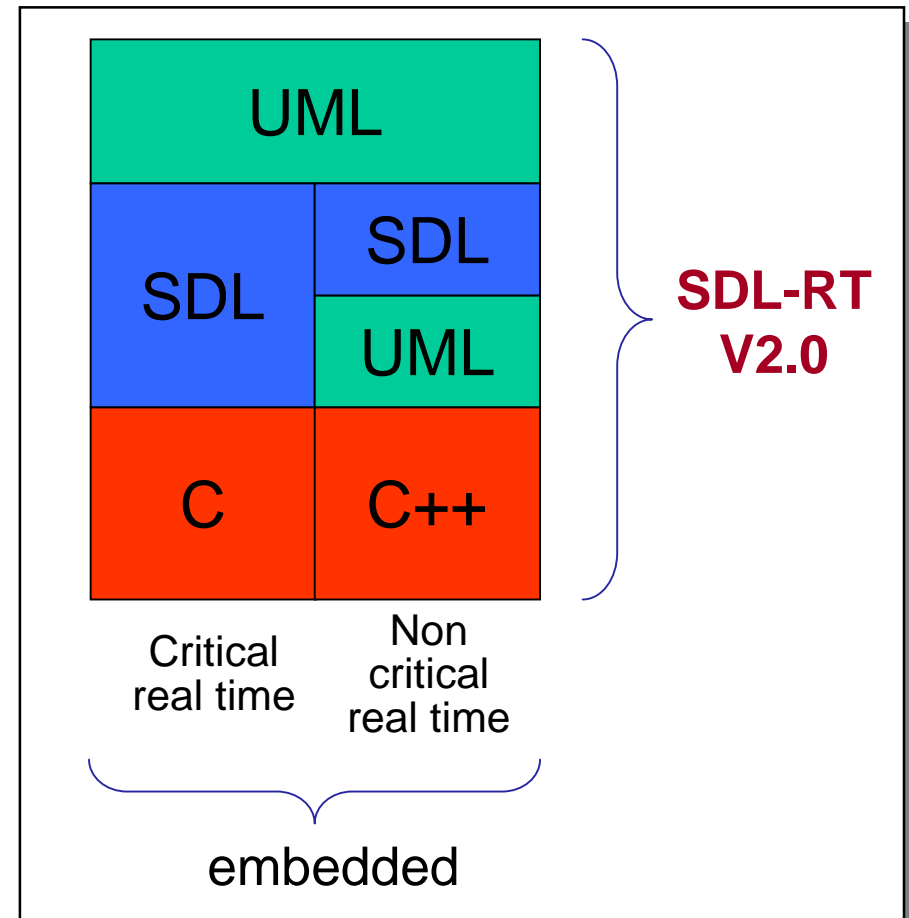 UML
SDL
SDL
UML
SDL-RT
V2.0
C
C++
Critical
real time
Non
critical
real time
embedded